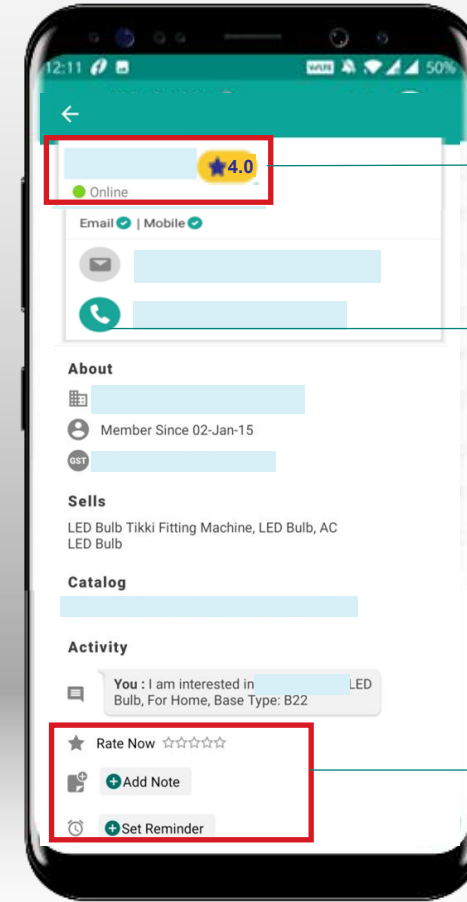 12:11
VoWiFi 50%
4.0
Online
Email | Mobile
About
Member Since 02-Jan-15
GST
Sells
LED Bulb Tikki Fitting Machine, LED Bulb, AC
LED Bulb
Catalog
Activity
You : I am interested in LED
Bulb, For Home, Base Type: B22
Rate Now
Add Note
Set Reminder